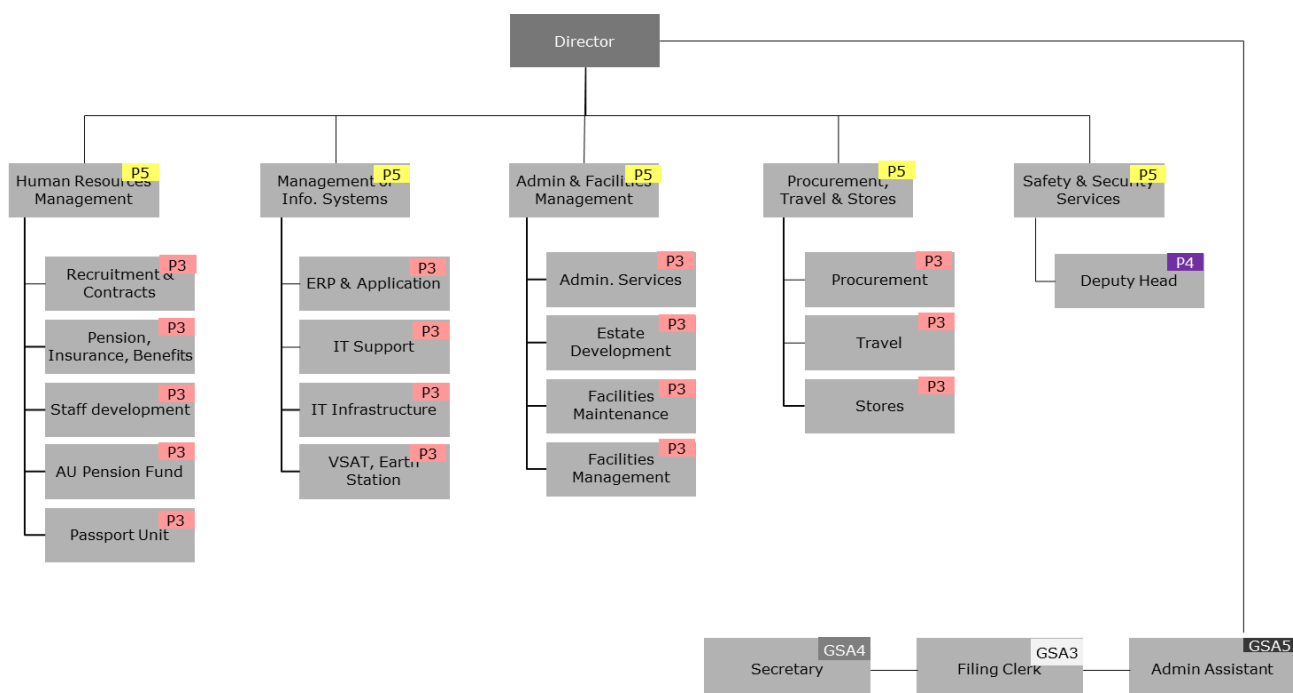 Director
P5
Human Resources
Management
P3
Recruitment &
Contracts
P3
Pension,
Insurance, Benefits
P3
Staff development
P3
AU Pension Fund
P3
Passport Unit
P5
Management of
Info. Systems
P3
ERP & Application
P3
IT Support
P3
IT Infrastructure
P3
VSAT, Earth
Station
P5
Admin & Facilities
Management
P3
Admin. Services
P3
Estate
Development
P3
Facilities
Maintenance
P3
Facilities
Management
P5
Procurement,
Travel & Stores
P3
Procurement
P3
Travel
P3
Stores
P5
Safety & Security
Services
P4
Deputy Head
GSA4
Secretary
GSA3
Filing Clerk
GSA5
Admin Assistant